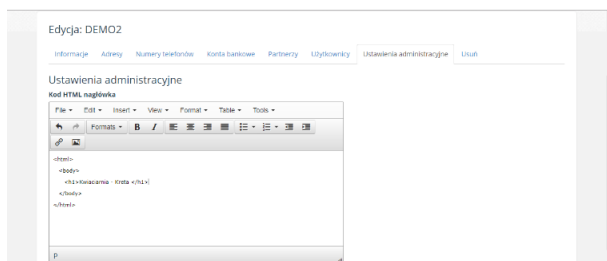 Edycja: DEMO2
Informacje Adresy Numery telefonów Konta bankowe Partnerzy Użytkownicy Ustawienia administracyjne Usuń
Ustawienia administracyjne
Kod HTML nagłówka
File Edit Insert View Format Table Tools
Formats B I
<html>
<body>
<h1>Kwiaciarnia - Kreta </h1>
</body>
</html>
p